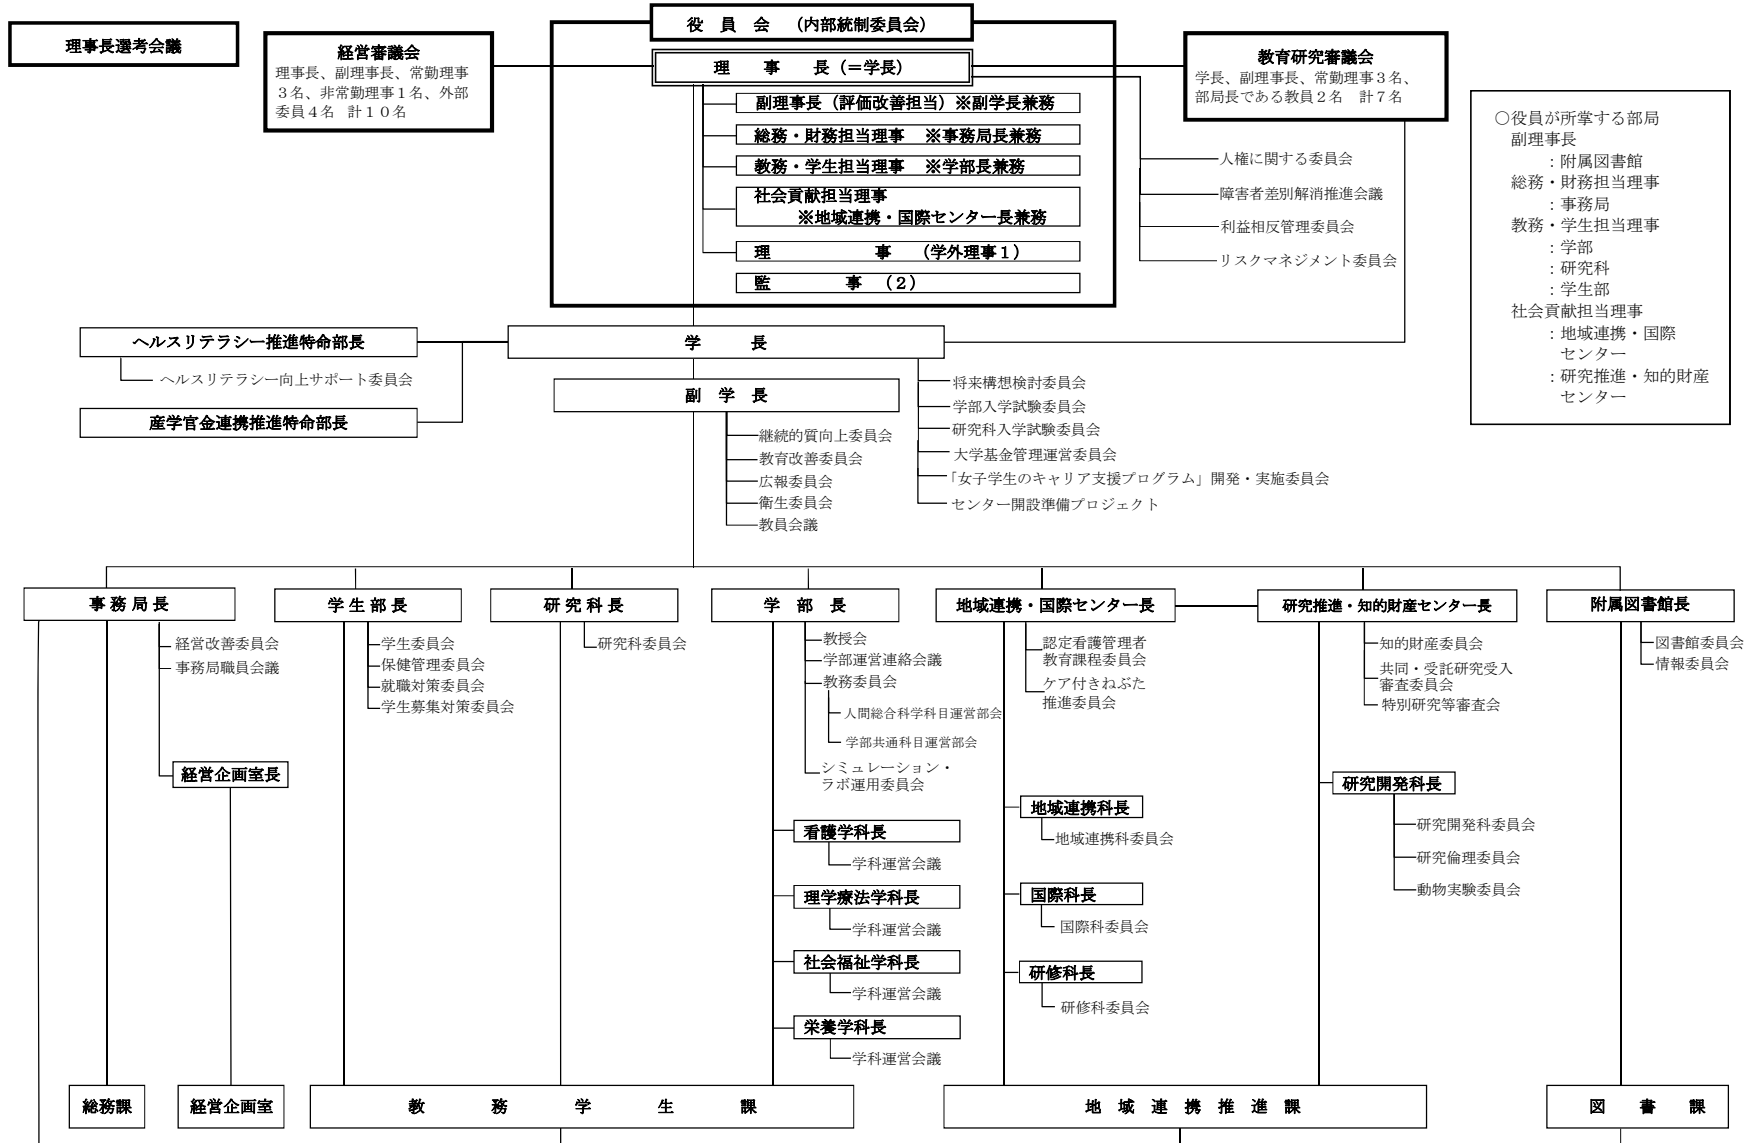 理事長選考会議
経営審議会
理事長、副理事長、常勤理事
3名、非常勤理事1名、外部
委員4名 計10名
役 員 会 (内部統制委員会)
理 事 長(=学長)
副理事長(評価改善担当)※副学長兼務
総務・財務担当理事 ※事務局長兼務
教務・学生担当理事 ※学部長兼務
社会貢献担当理事
※地域連携・国際センター長兼務
理 事 (学外理事1)
監 事 (2)
教育研究審議会
学長、副理事長、常勤理事3名、
部局長である教員2名 計7名
人権に関する委員会
障害者差別解消推進会議
利益相反管理委員会
リスクマネジメント委員会
○役員が所掌する部局
副理事長
:附属図書館
総務・財務担当理事
:事務局
教務・学生担当理事
:学部
:研究科
:学生部
社会貢献担当理事
:地域連携・国際
センター
:研究推進・知的財産
センター
ヘルスリテラシー推進特命部長
ヘルスリテラシー向上サポート委員会
産学官金連携推進特命部長
学 長
副 学 長
継続的質向上委員会
教育改善委員会
広報委員会
衛生委員会
教員会議
将来構想検討委員会
学部入学試験委員会
研究科入学試験委員会
大学基金管理運営委員会
「女子学生のキャリア支援プログラム」開発・実施委員会
センター開設準備プロジェクト
事務局長
経営改善委員会
事務局職員会議
経営企画室長
学生部長
学生委員会
保健管理委員会
就職対策委員会
学生募集対策委員会
研究科長
研究科委員会
学 部 長
教授会
学部運営連絡会議
教務委員会
人間総合科学科目運営部会
学部共通科目運営部会
シミュレーション・
ラボ運用委員会
看護学科長
学科運営会議
理学療法学科長
学科運営会議
社会福祉学科長
学科運営会議
栄養学科長
学科運営会議
地域連携・国際センター長
認定看護管理者
教育課程委員会
ケア付きねぶた
推進委員会
地域連携科長
地域連携科委員会
国際科長
国際科委員会
研修科長
研修科委員会
研究推進・知的財産センター長
知的財産委員会
共同・受託研究受入
審査委員会
特別研究等審査会
研究開発科長
研究開発科委員会
研究倫理委員会
動物実験委員会
附属図書館長
図書館委員会
情報委員会
総務課
経営企画室
教 務 学 生 課
地 域 連 携 推 進 課
図 書 課